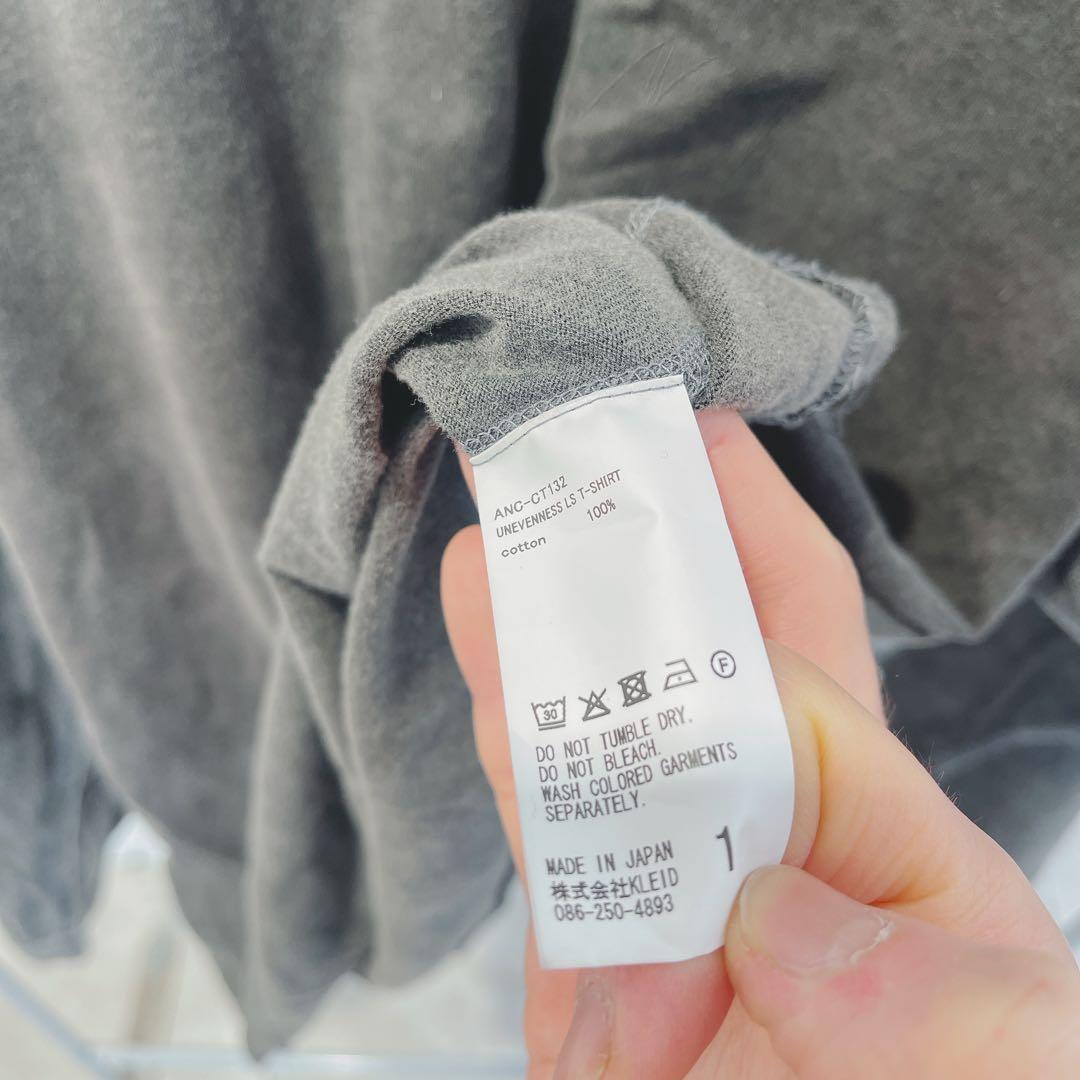 ANC-CT132
UNEVENNESS LS T-SHIRT
cotton 100%
30 F
DO NOT TUMBLE DRY.
DO NOT BLEACH.
WASH COLORED GARMENTS
SEPARATELY.
MADE IN JAPAN
株式会社KLEID
086-250-4893
1